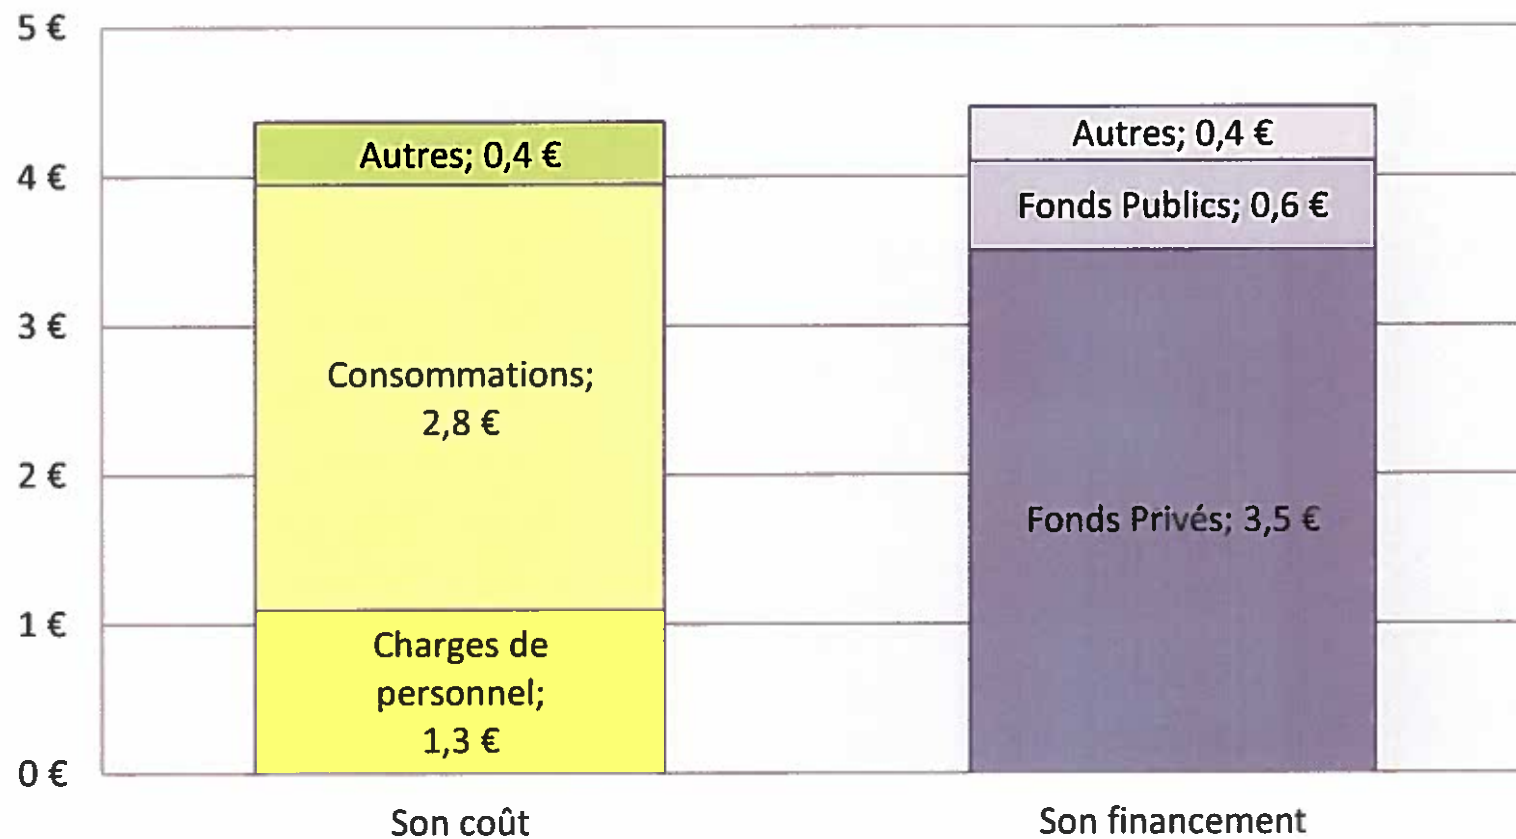 5 €
4 €
3 €
2 €
1 €
0 €
Autres; 0,4 €
Consommations;
2,8 €
Charges de
personnel;
1,3 €
Son coût
Autres; 0,4 €
Fonds Publics; 0,6 €
Fonds Privés; 3,5 €
Son financement